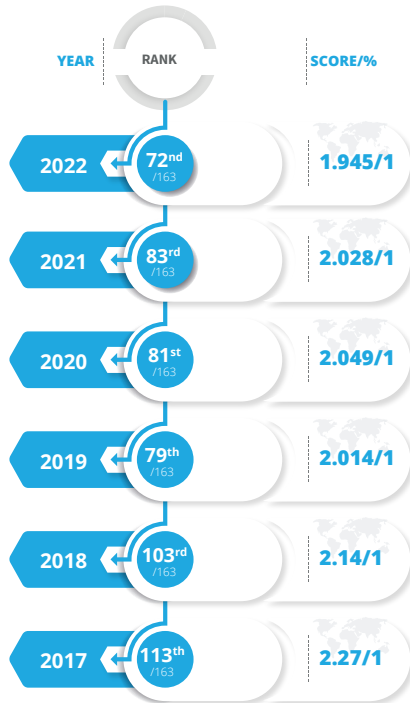 YEAR RANK SCORE/%
2022 72nd /163 1.945/1
2021 83rd /163 2.028/1
2020 81st /163 2.049/1
2019 79th /163 2.014/1
2018 103rd /163 2.14/1
2017 113th /163 2.27/1